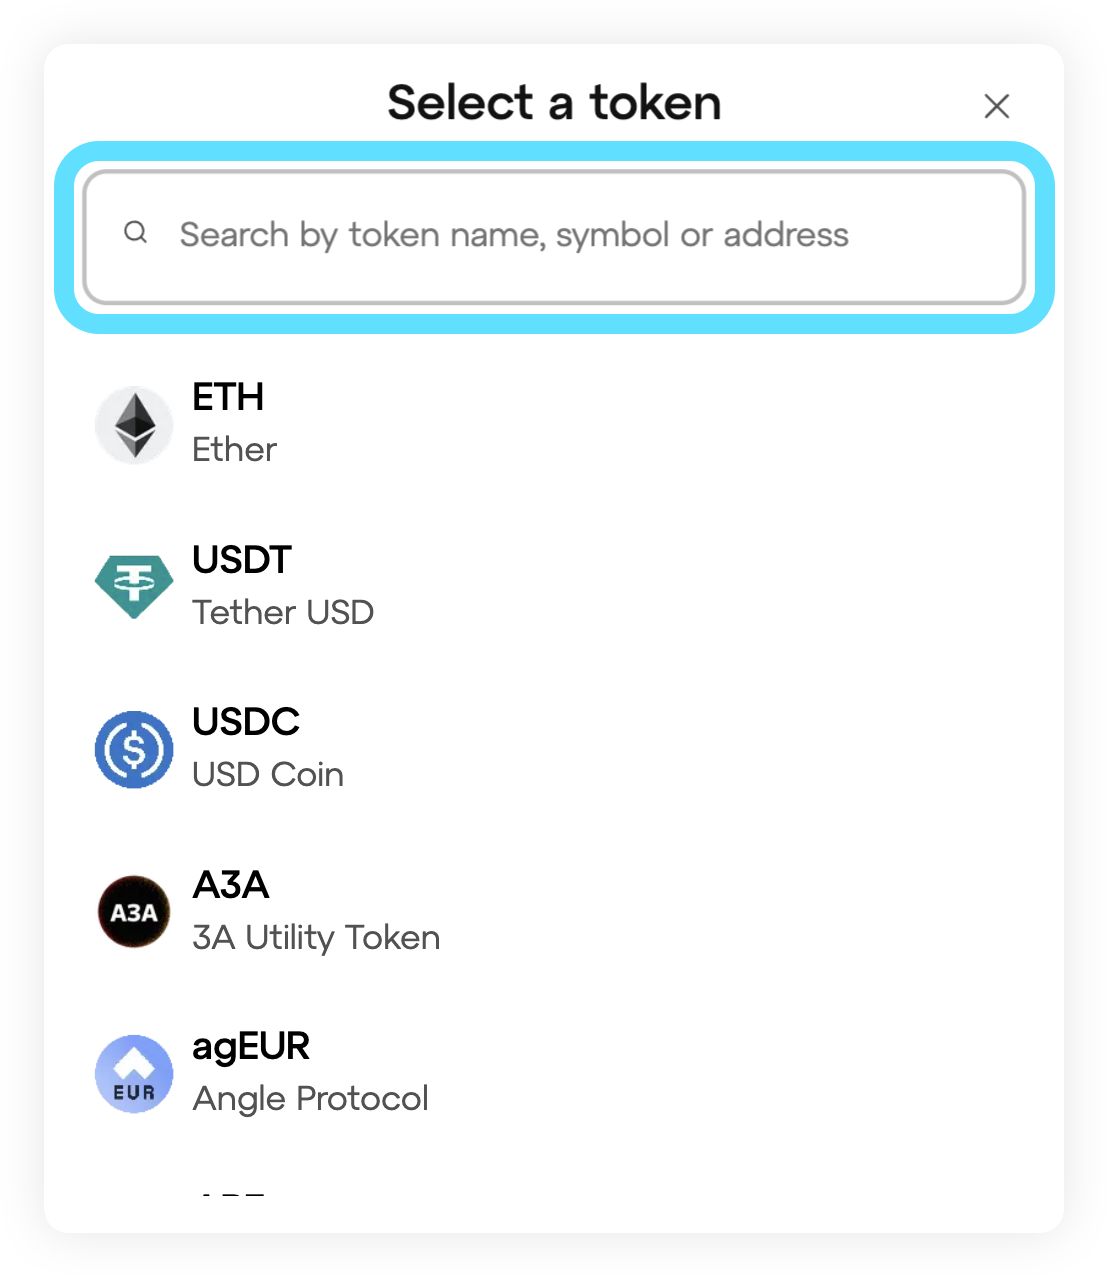 Select a token
Search by token name, symbol or address
ETH
Ether
USDT
Tether USD
USDC
USD Coin
A3A
A3A
3A Utility Token
agEUR
EUR
Angle Protocol